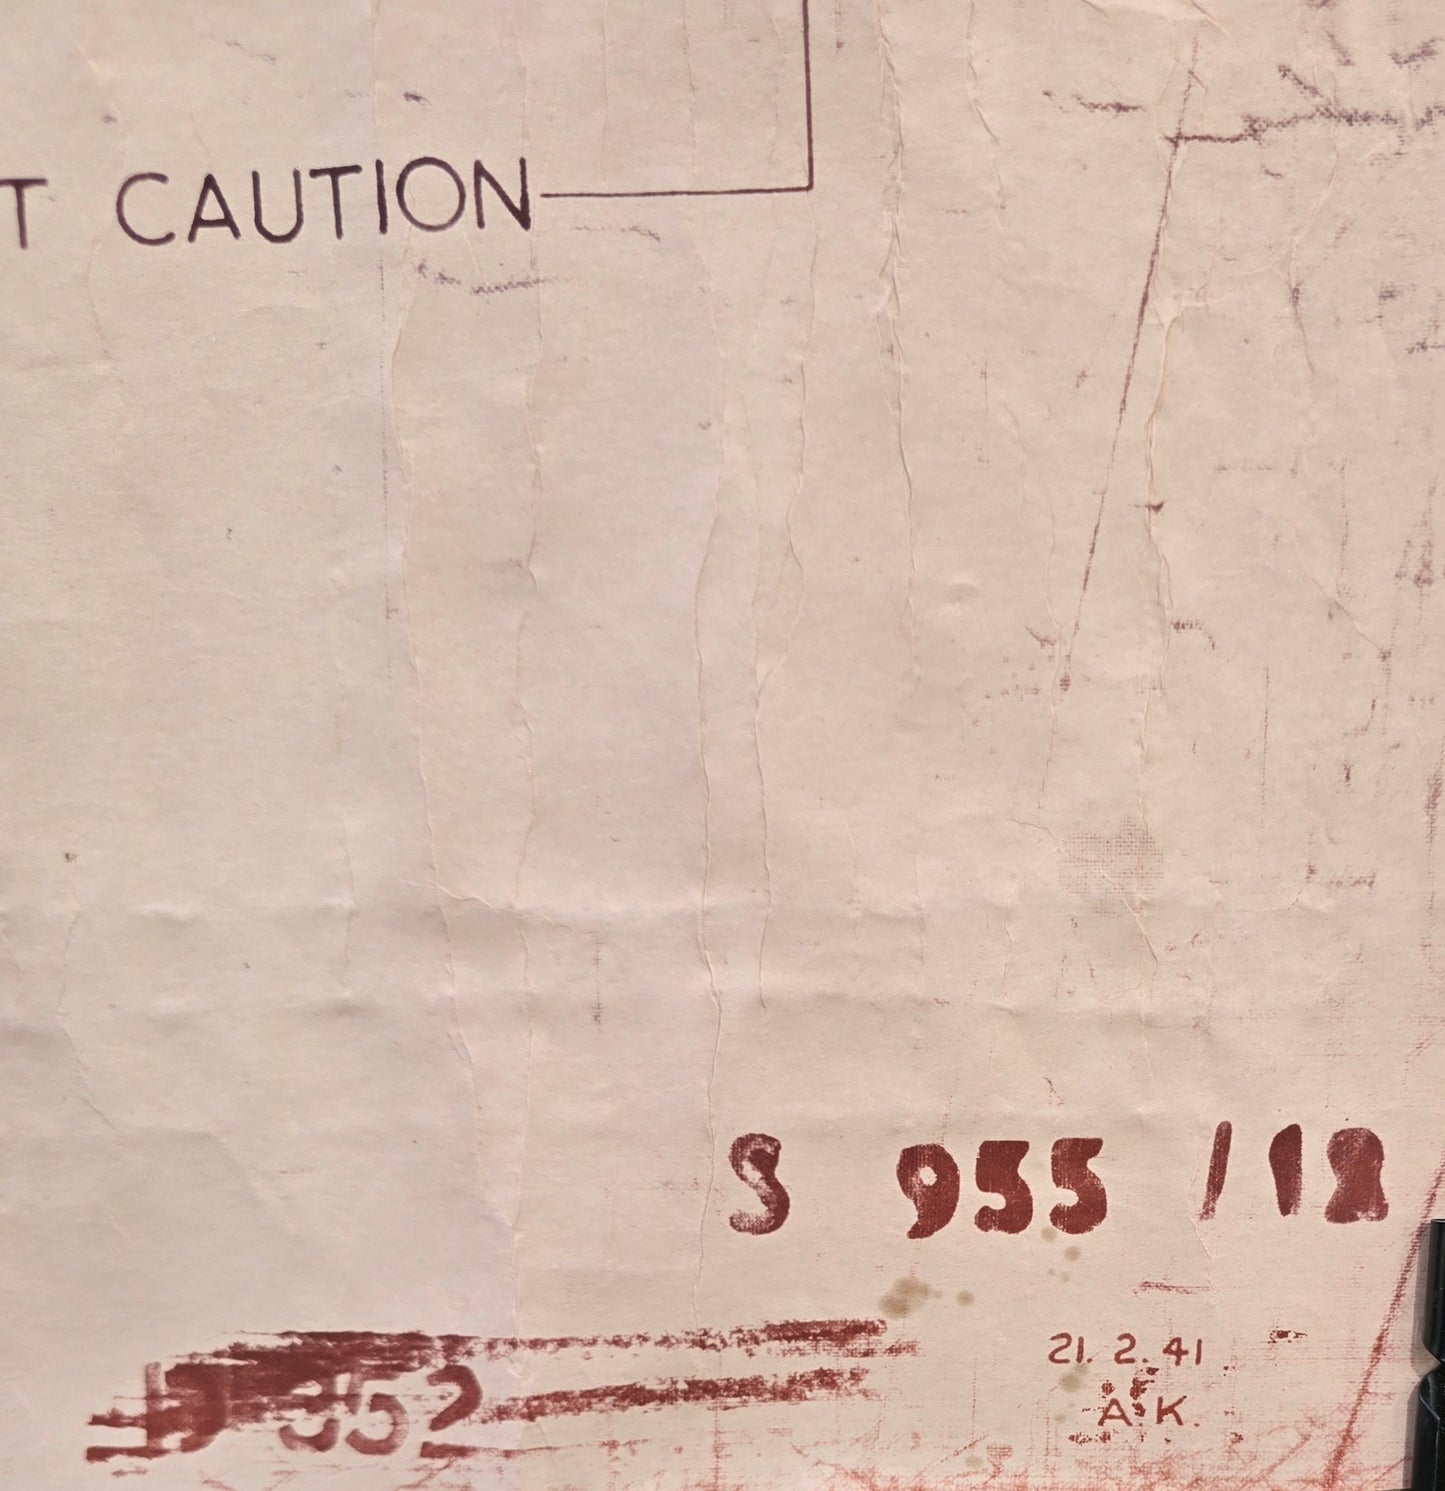 T CAUTION
S 955 / 12
21. 2. 41
A. K.
352